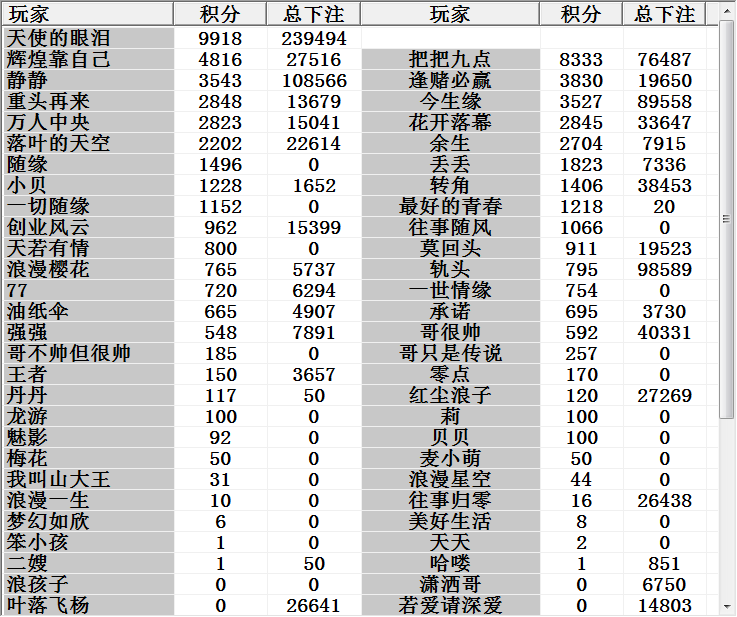 玩家 积分 总下注 玩家 积分 总下注
天使的眼泪 9918 239494
辉煌靠自己 4816 27516 把把九点 8333 76487
静静 3543 108566 逢赌必赢 3830 19650
重头再来 2848 13679 今生缘 3527 89558
万人中央 2823 15041 花开落幕 2845 33647
落叶的天空 2202 22614 余生 2704 7915
随缘 1496 0 丢丢 1823 7336
小贝 1228 1652 转角 1406 38453
一切随缘 1152 0 最好的青春 1218 20
创业风云 962 15399 往事随风 1066 0
天若有情 800 0 莫回头 911 19523
浪漫樱花 765 5737 轨头 795 98589
77 720 6294 一世情缘 754 0
油纸伞 665 4907 承诺 695 3730
强强 548 7891 哥很帅 592 40331
哥不帅但很帅 185 0 哥只是传说 257 0
王者 150 3657 零点 170 0
丹丹 117 50 红尘浪子 120 27269
龙游 100 0 莉 100 0
魅影 92 0 贝贝 100 0
梅花 50 0 麦小萌 50 0
我叫山大王 31 0 浪漫星空 44 0
浪漫一生 10 0 往事归零 16 26438
梦幻如欣 6 0 美好生活 8 0
笨小孩 1 0 天天 2 0
二嫂 1 50 哈喽 1 851
浪孩子 0 0 潇洒哥 0 6750
叶落飞杨 0 26641 若爱请深爱 0 14803